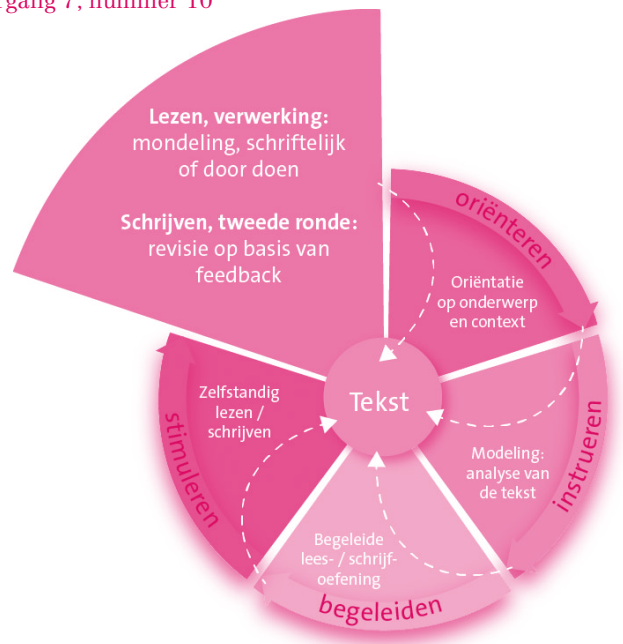 jaargang 7, nummer 10
Lezen, verwerking:
mondeling, schriftelijk
of door doen
Schrijven, tweede ronde:
revisie op basis van
feedback
oriënteren
Oriëntatie
op onderwerp
en context
Tekst
Zelfstandig
lezen /
schrijven
Modeling:
analyse van
de tekst
instrueren
stimuleren
Begeleide
lees- / schrijf-
oefening
begeleiden